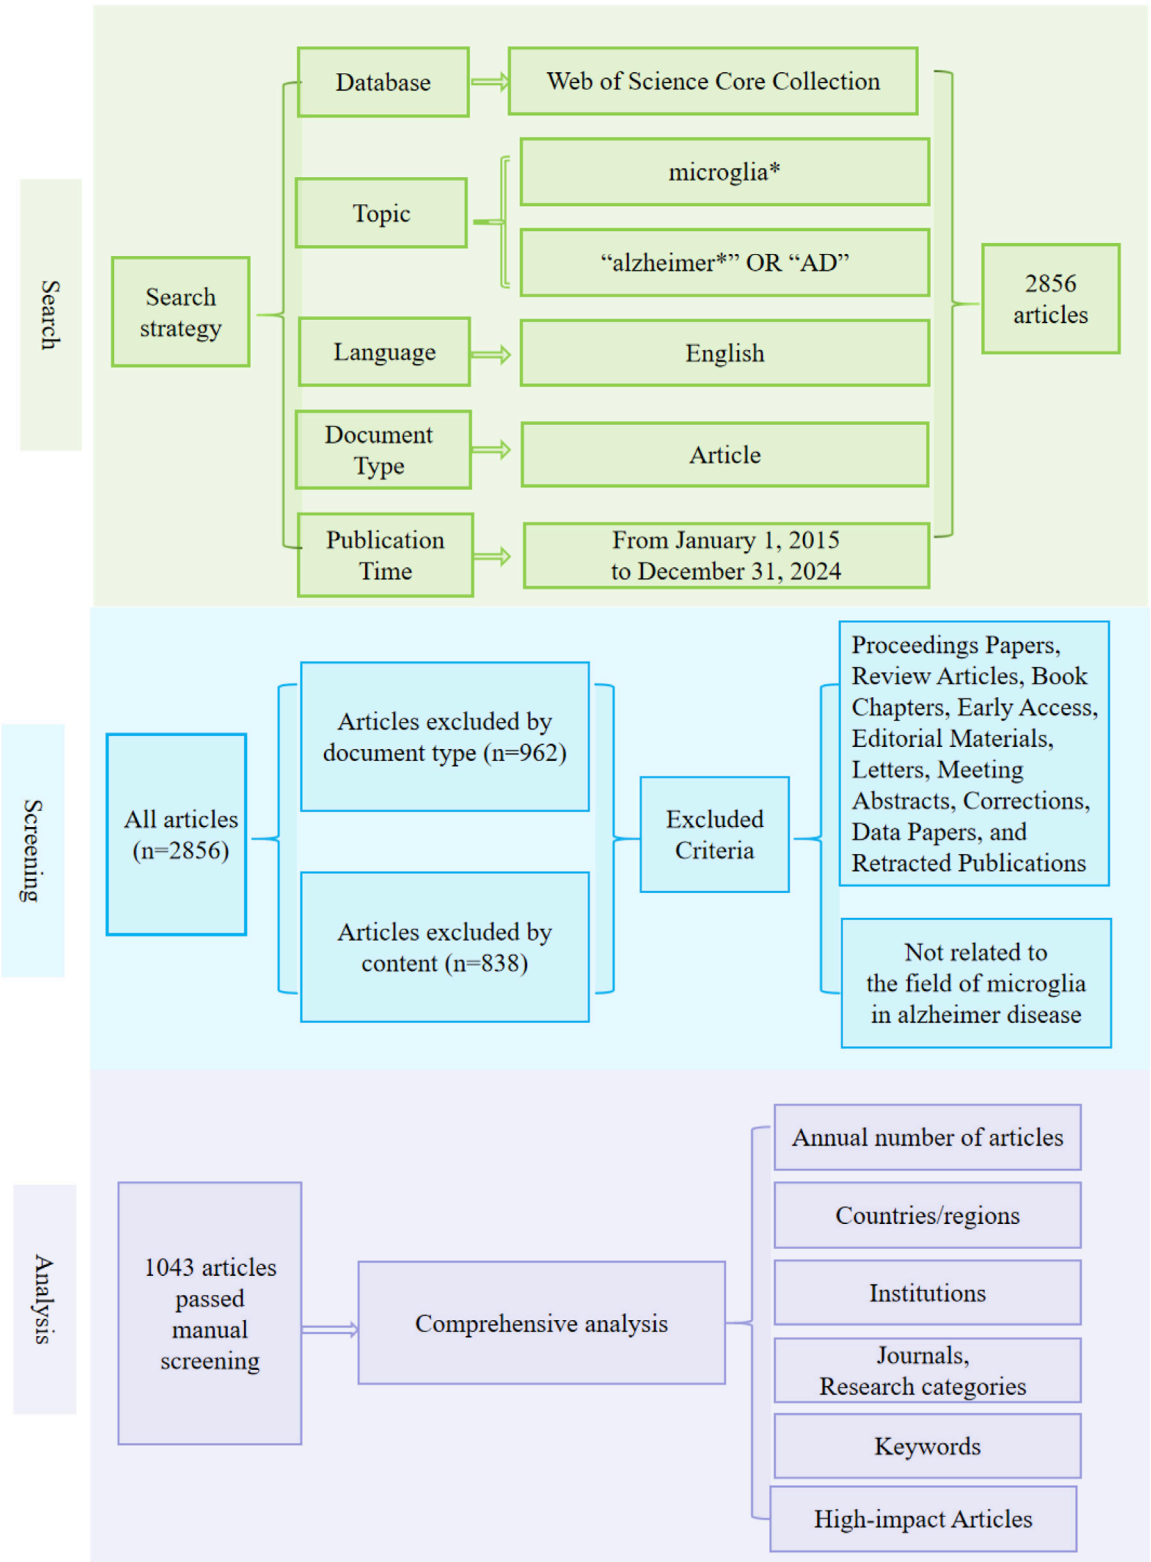 Search
Search
strategy
Database
Web of Science Core Collection
Topic
microglia*
“alzheimer*” OR “AD”
Language
English
Document
Type
Article
Publication
Time
From January 1, 2015
to December 31, 2024
2856
articles
Screening
All articles
(n=2856)
Articles excluded by
document type (n=962)
Articles excluded by
content (n=838)
Excluded
Criteria
Proceedings Papers,
Review Articles, Book
Chapters, Early Access,
Editorial Materials,
Letters, Meeting
Abstracts, Corrections,
Data Papers, and
Retracted Publications
Not related to
the field of microglia
in alzheimer disease
Analysis
1043 articles
passed
manual
screening
Comprehensive analysis
Annual number of articles
Countries/regions
Institutions
Journals,
Research categories
Keywords
High-impact Articles